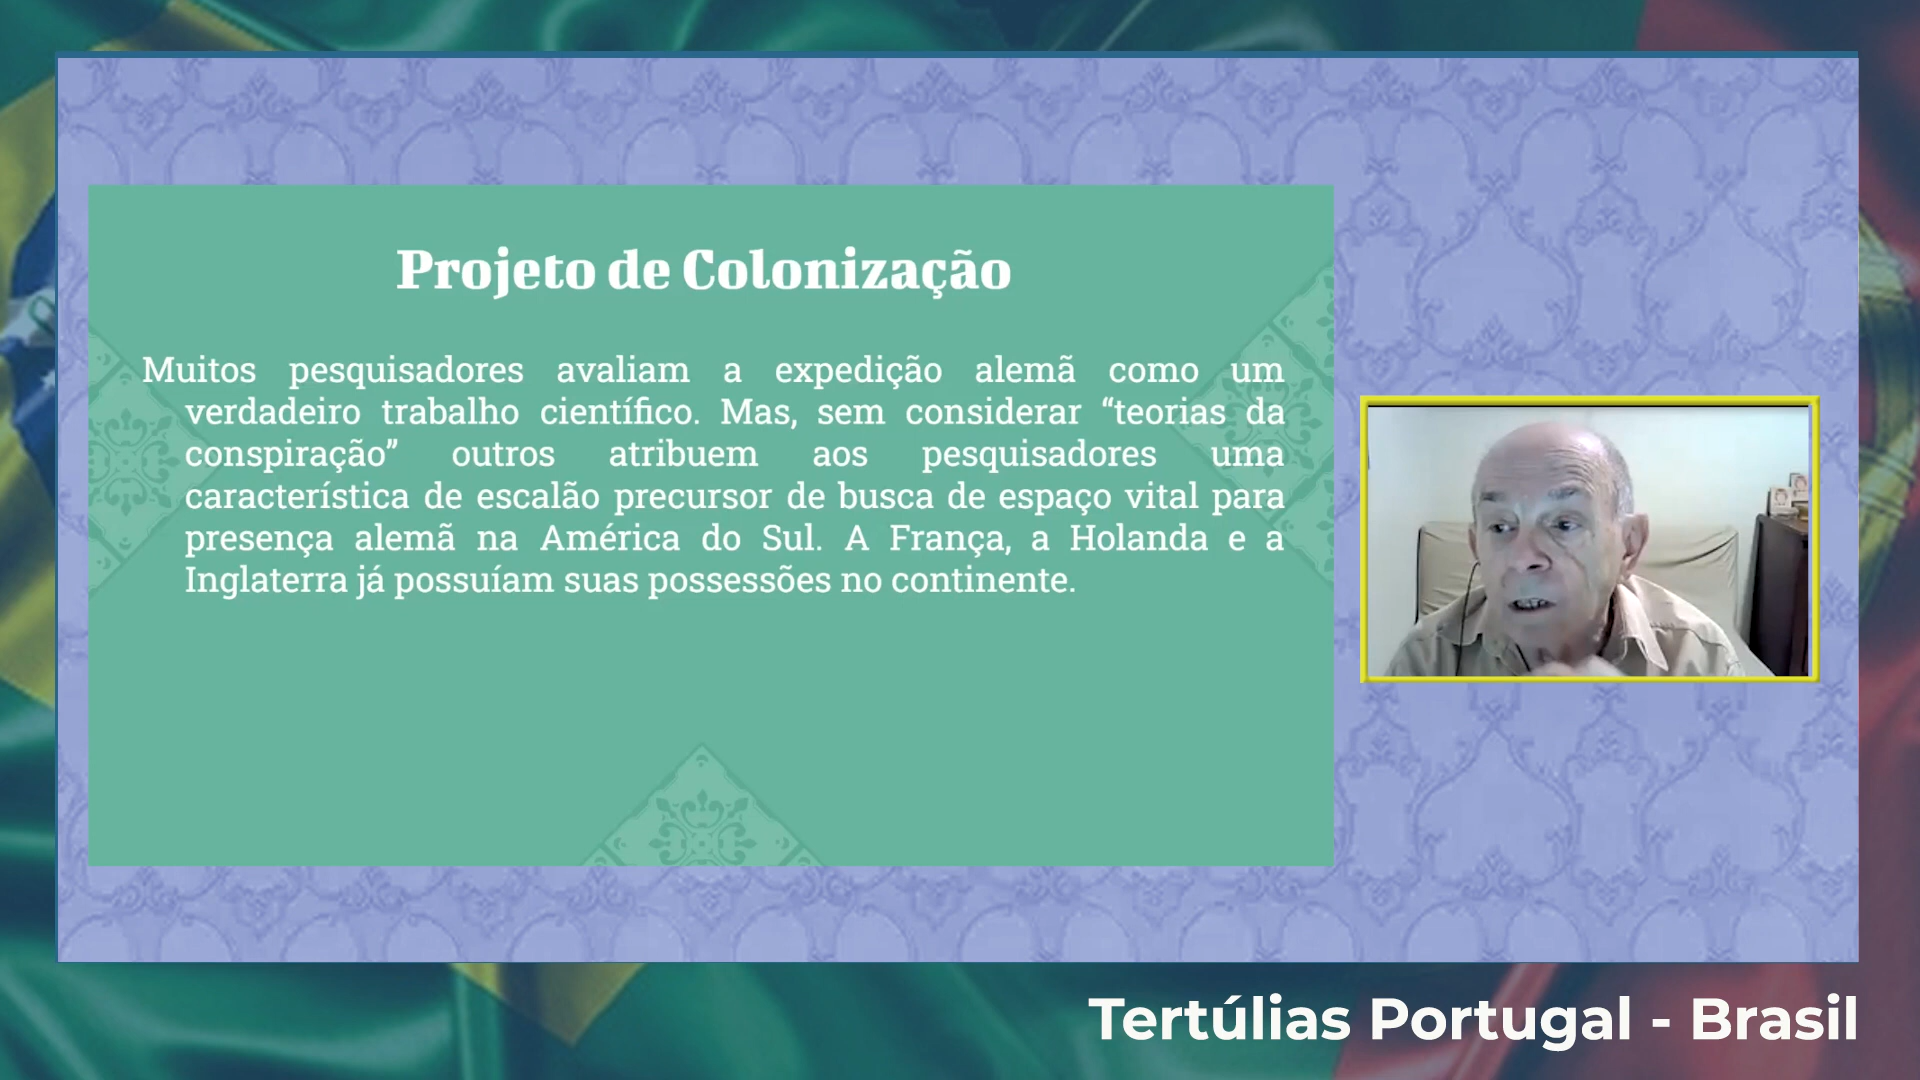 Projeto de Colonização
Muitos pesquisadores avaliam a expedição alemã como um
verdadeiro trabalho científico. Mas, sem considerar “teorias da
conspiração” outros atribuem aos pesquisadores uma
característica de escalão precursor de busca de espaço vital para
presença alemã na América do Sul. A França, a Holanda e a
Inglaterra já possuíam suas possessões no continente.
Tertúlias Portugal - Brasil